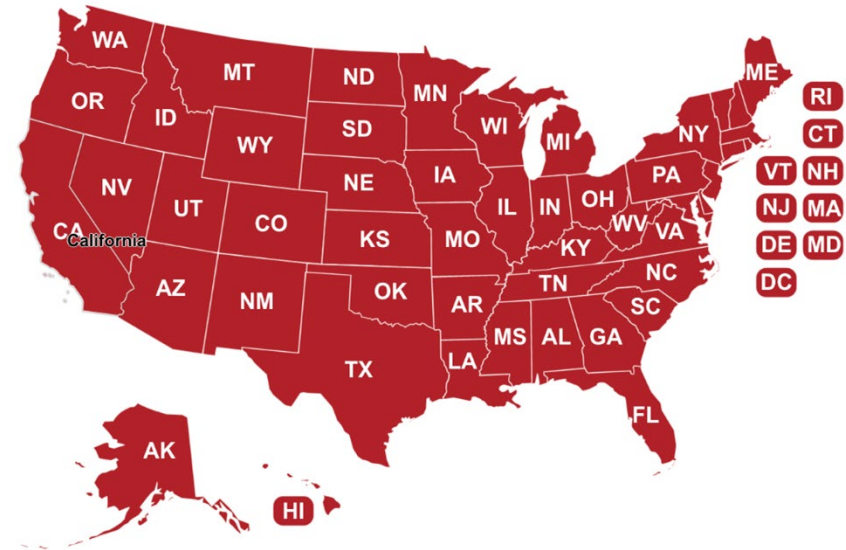 WA
MT
ND
MN
ME
OR
ID
SD
WI
MI
NY
RI
WY
CT
NV
NE
IA
PA
VT NH
UT
CO
IL
IN
OH
NJ MA
CA
California
KS
MO
WV
VA
KY
DE MD
AZ
NM
OK
AR
TN
NC
DC
SC
TX
LA
MS
AL
GA
FL
AK
HI